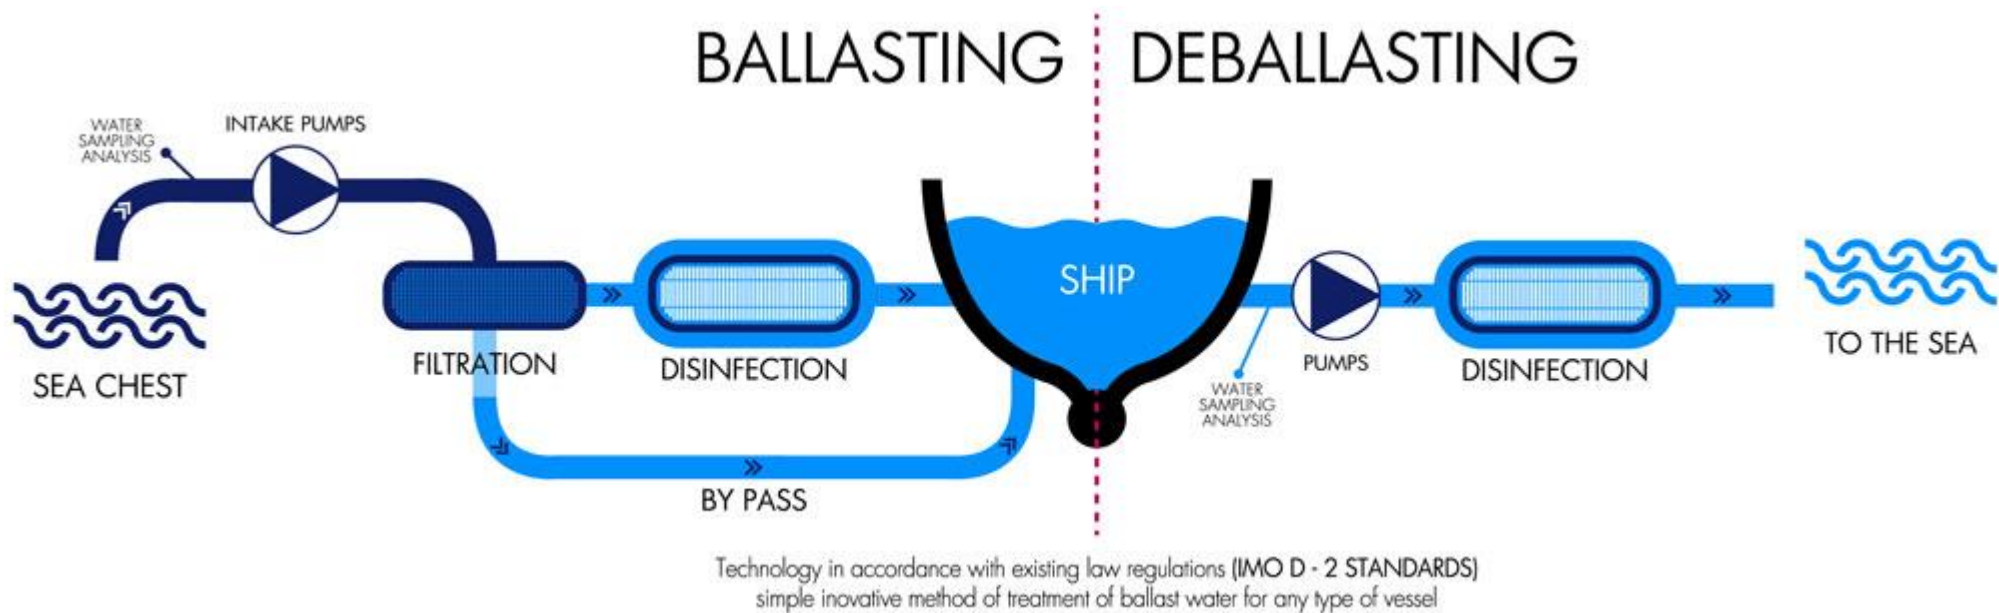 BALLASTING
DEBALLASTING
WATER
SAMPLING
ANALYSIS
INTAKE PUMPS
SEA CHEST
FILTRATION
DISINFECTION
BY PASS
SHIP
WATER
SAMPLING
ANALYSIS
PUMPS
DISINFECTION
TO THE SEA
Technology in accordance with existing law regulations (IMO D - 2 STANDARDS)
simple inovative method of treatment of ballast water for any type of vessel